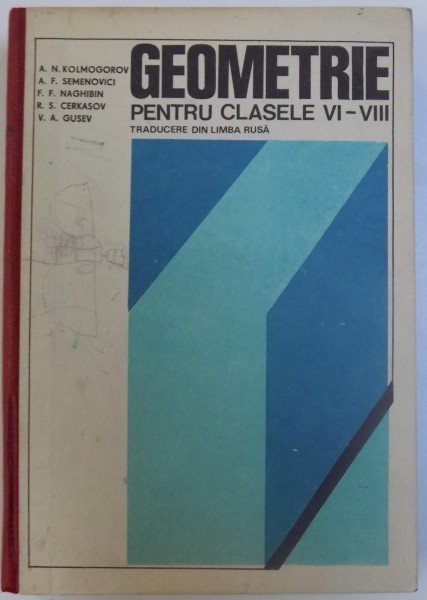 A. N. KOLMOGOROV
A. F. SEMENOVICI
F. F. NAGHIBIN
R. S. CERKASOV
V. A. GUSEV
GEOMETRIE
PENTRU CLASELE VI–VIII
TRADUCERE DIN LIMBA RUSĂ